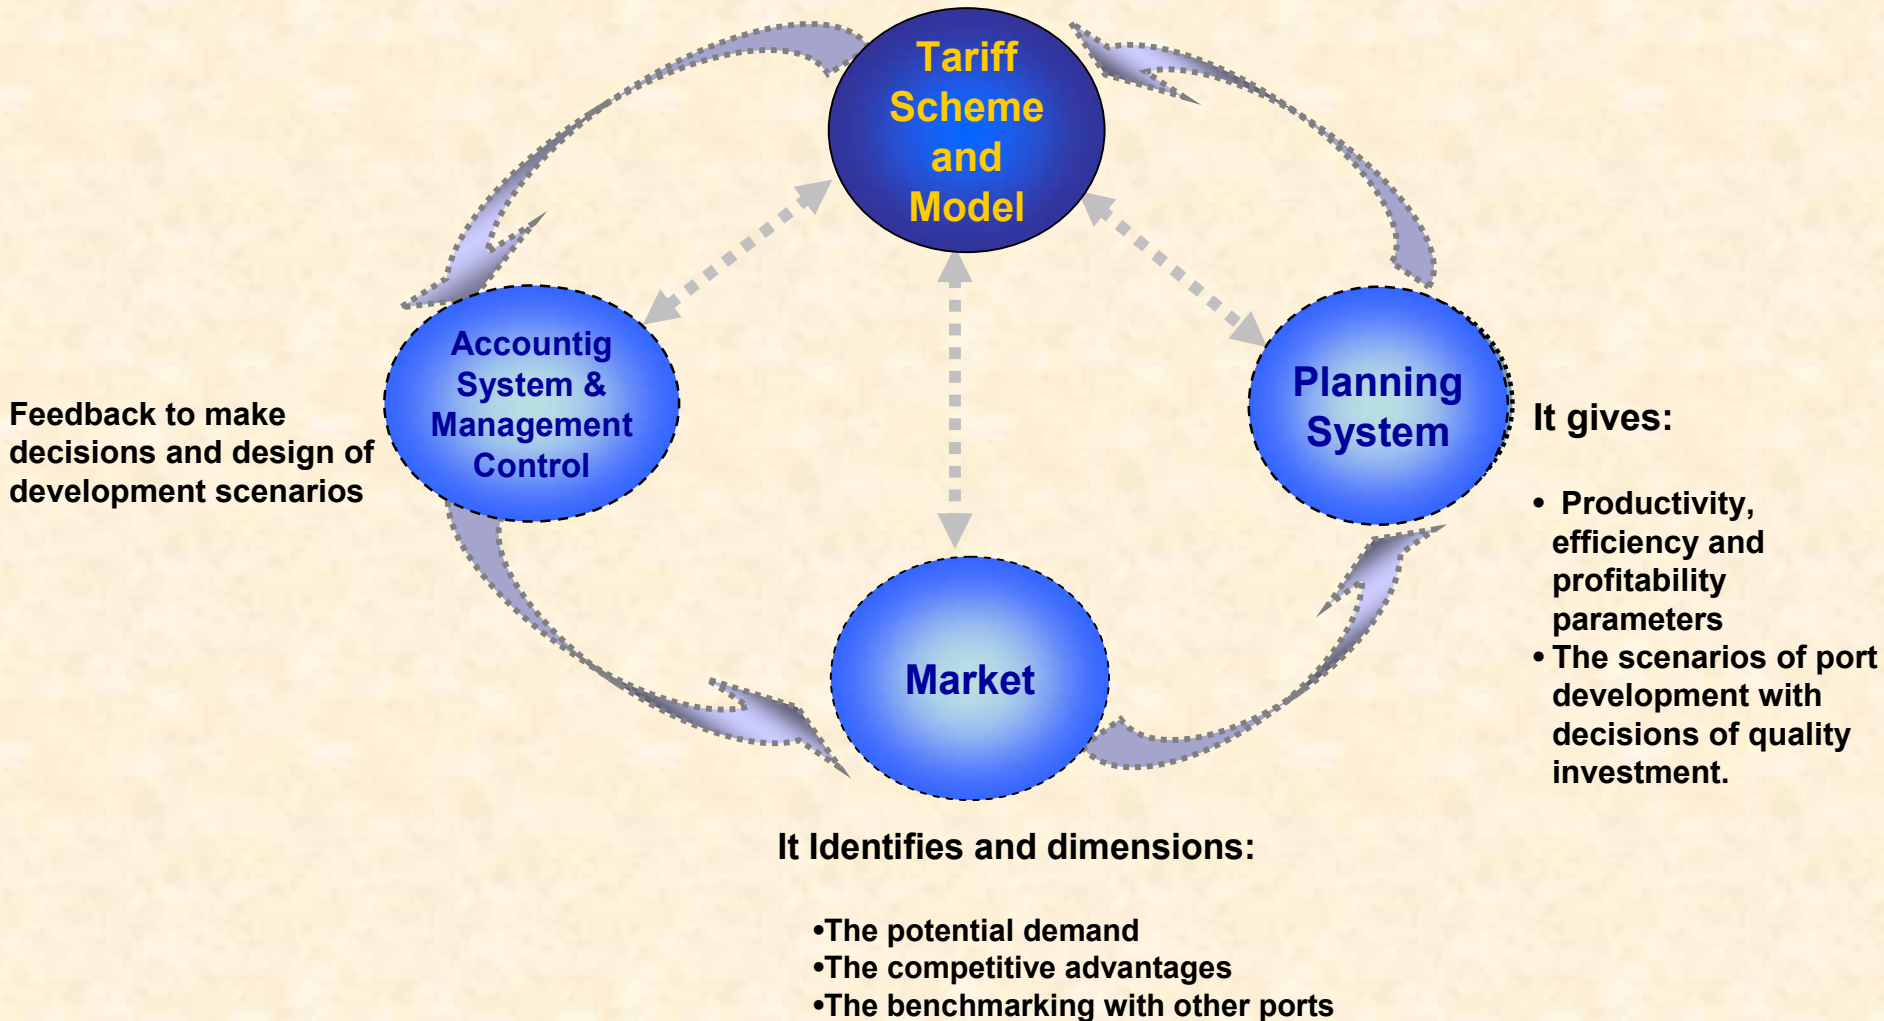 Tariff
Scheme
and
Model
Accountig
System &
Management
Control
Feedback to make
decisions and design of
development scenarios
Planning
System
It gives:
• Productivity,
efficiency and
profitability
parameters
• The scenarios of port
development with
decisions of quality
investment.
Market
It Identifies and dimensions:
•The potential demand
•The competitive advantages
•The benchmarking with other ports